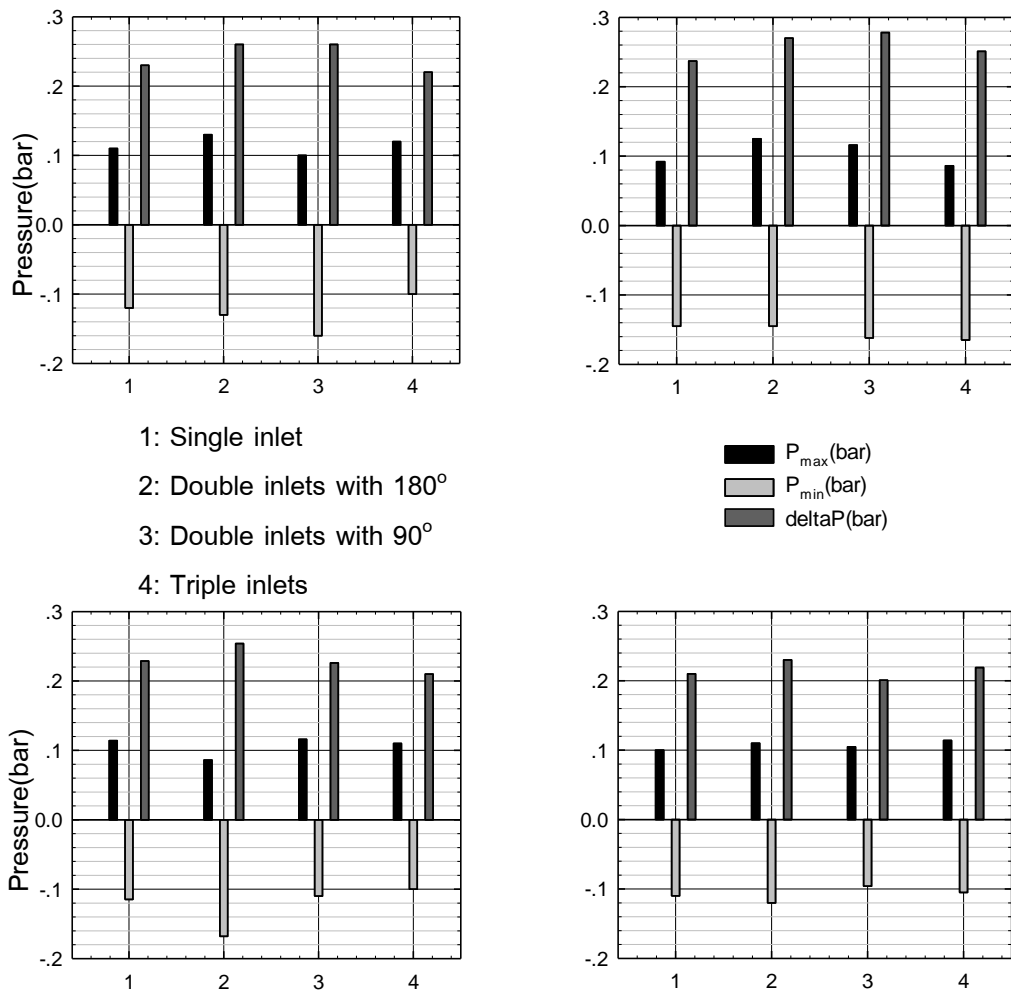 .3
.2
.1
0.0
-.1
-.2
Pressure(bar)
1 2 3 4
.3
.2
.1
0.0
-.1
-.2
1 2 3 4
1: Single inlet
2: Double inlets with 180°
3: Double inlets with 90°
4: Triple inlets
Pmax(bar)
Pmin(bar)
deltaP(bar)
.3
.2
.1
0.0
-.1
-.2
Pressure(bar)
1 2 3 4
.3
.2
.1
0.0
-.1
-.2
1 2 3 4